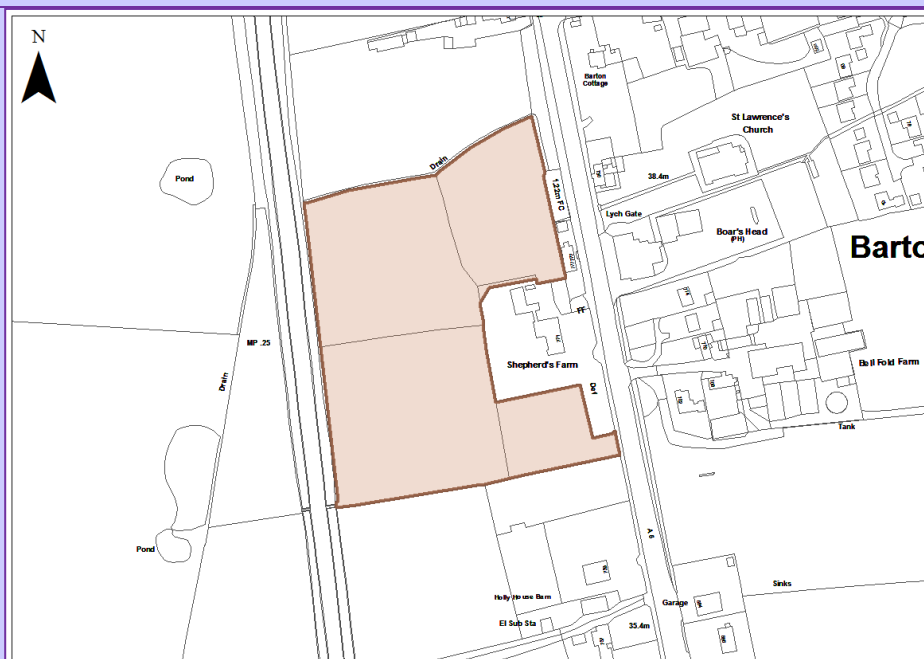 N
Barton
Cottage
St Lawrence's
Church
Drain
Pond
38.4m
1.22m FC
Lych Gate
Boar's Head
(PH)
Barto
FF
MP .25
Shepherd's Farm
Bell Fold Farm
Drain
Def
Tank
A 6
Pond
Sinks
Holly House Barn
Garage
El Sub Sta
35.4m